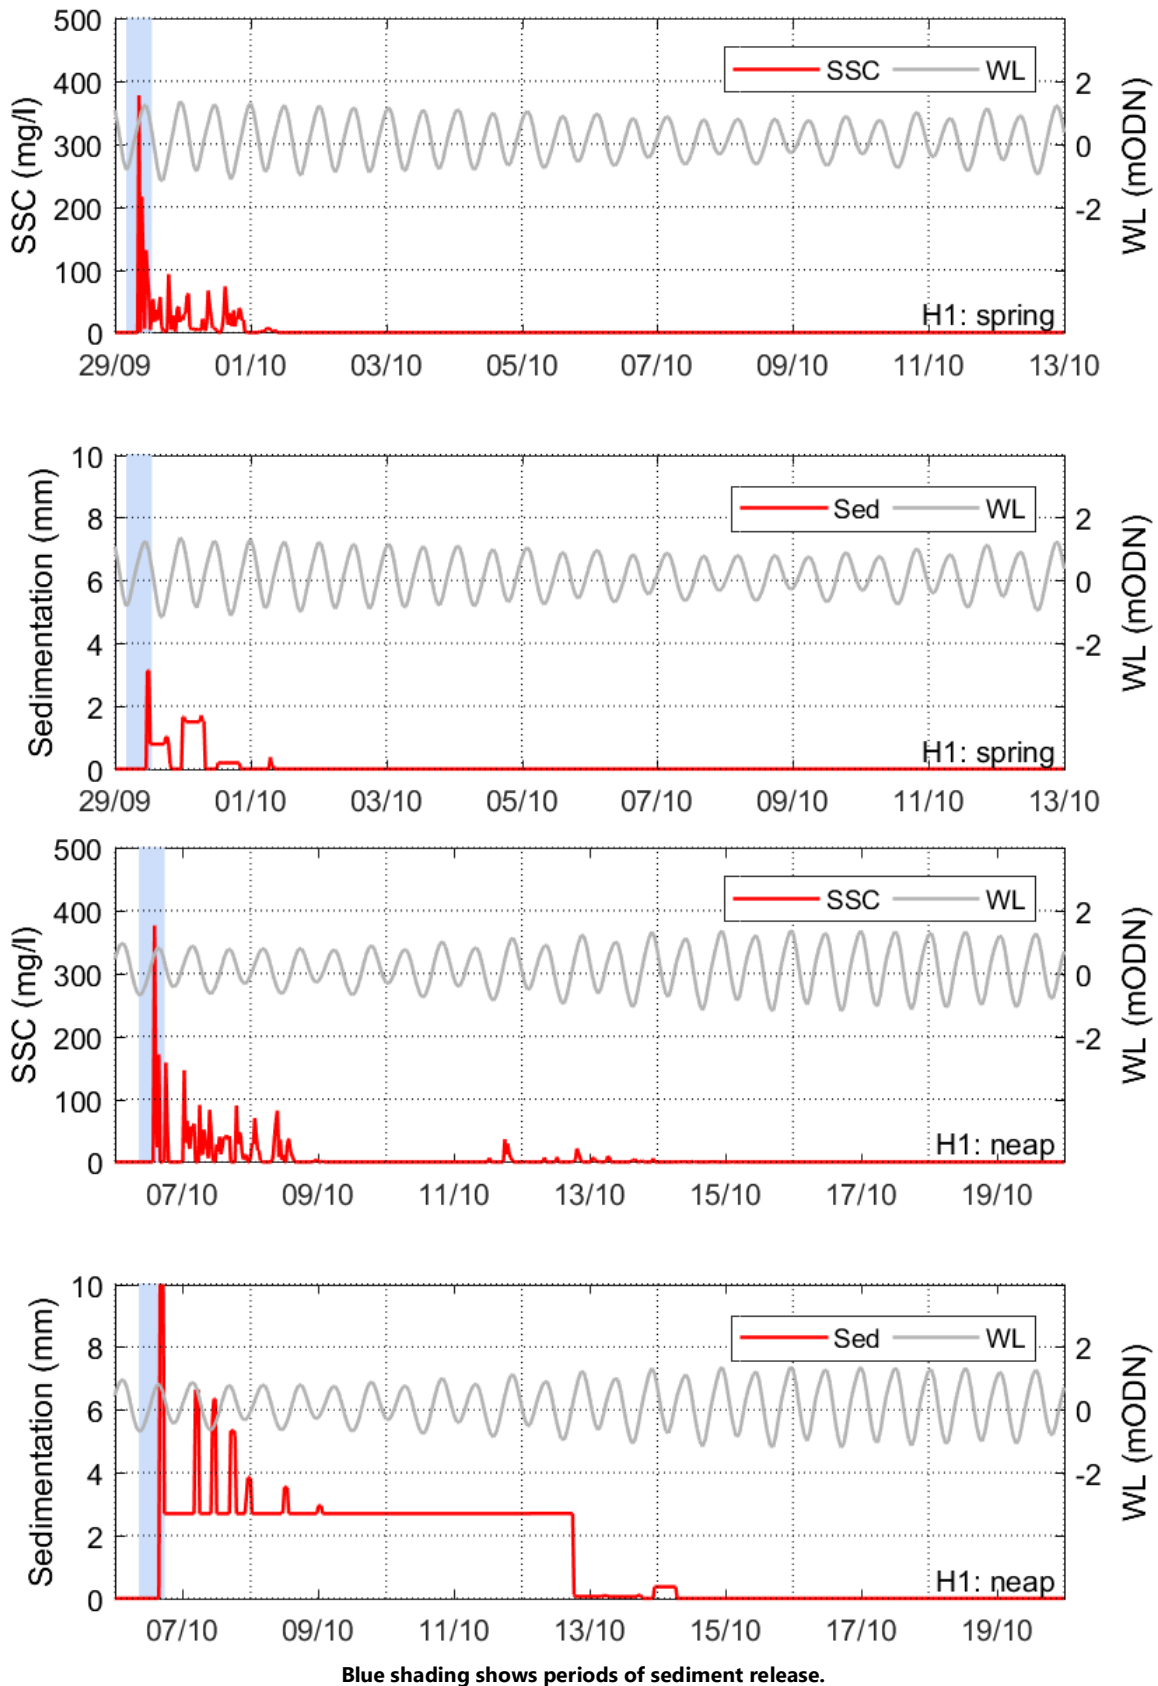 500
400
300
200
100
0
SSC (mg/l)
SSC WL
2
0
-2
WL (mODN)
H1: spring
29/09 01/10 03/10 05/10 07/10 09/10 11/10 13/10
10
8
6
4
2
0
Sedimentation (mm)
Sed WL
2
0
-2
WL (mODN)
H1: spring
29/09 01/10 03/10 05/10 07/10 09/10 11/10 13/10
500
400
300
200
100
0
SSC (mg/l)
SSC WL
2
0
-2
WL (mODN)
H1: neap
07/10 09/10 11/10 13/10 15/10 17/10 19/10
10
8
6
4
2
0
Sedimentation (mm)
Sed WL
2
0
-2
WL (mODN)
H1: neap
07/10 09/10 11/10 13/10 15/10 17/10 19/10
Blue shading shows periods of sediment release.